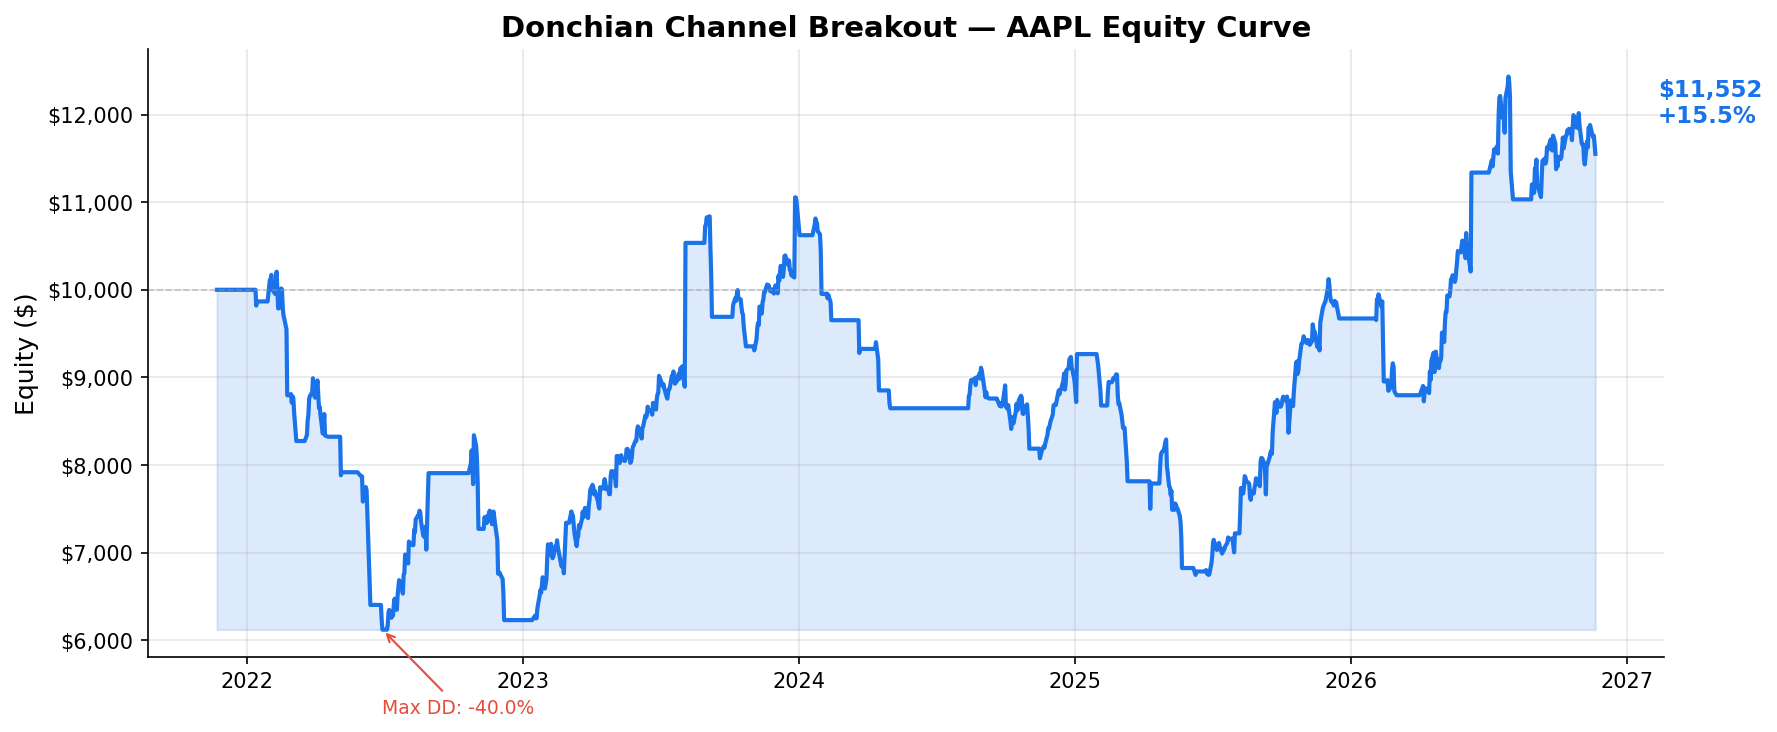 Donchian Channel Breakout — AAPL Equity Curve
$11,552
+15.5%
$12,000
$11,000
$10,000
$9,000
$8,000
$7,000
$6,000
Equity ($)
2022 2023 2024 2025 2026 2027
Max DD: -40.0%